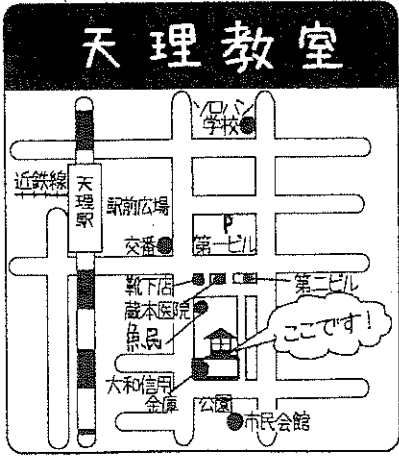 天理教室
ソロバン
学校
近鉄線
天理駅
駅前広場
P
交番
第一ビル
靴下店
第二ビル
蔵本医院
魚民
ここです!
大和信用
金庫
公園
市民会館